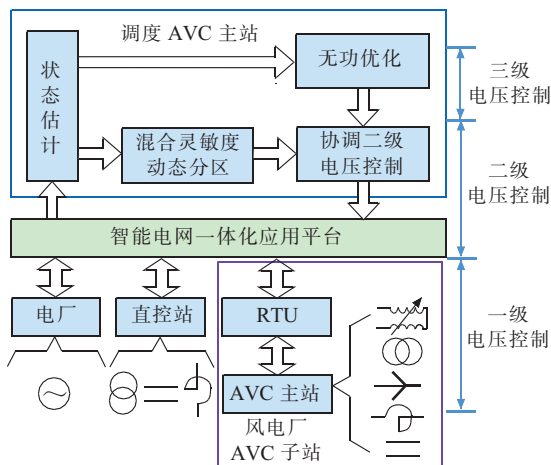 调度 AVC 主站
状态估计
无功优化
三级
电压控制
混合灵敏度
动态分区
协调二级
电压控制
二级
电压控制
智能电网一体化应用平台
电厂
直控站
RTU
一级
电压控制
AVC 主站
风电厂
AVC 子站